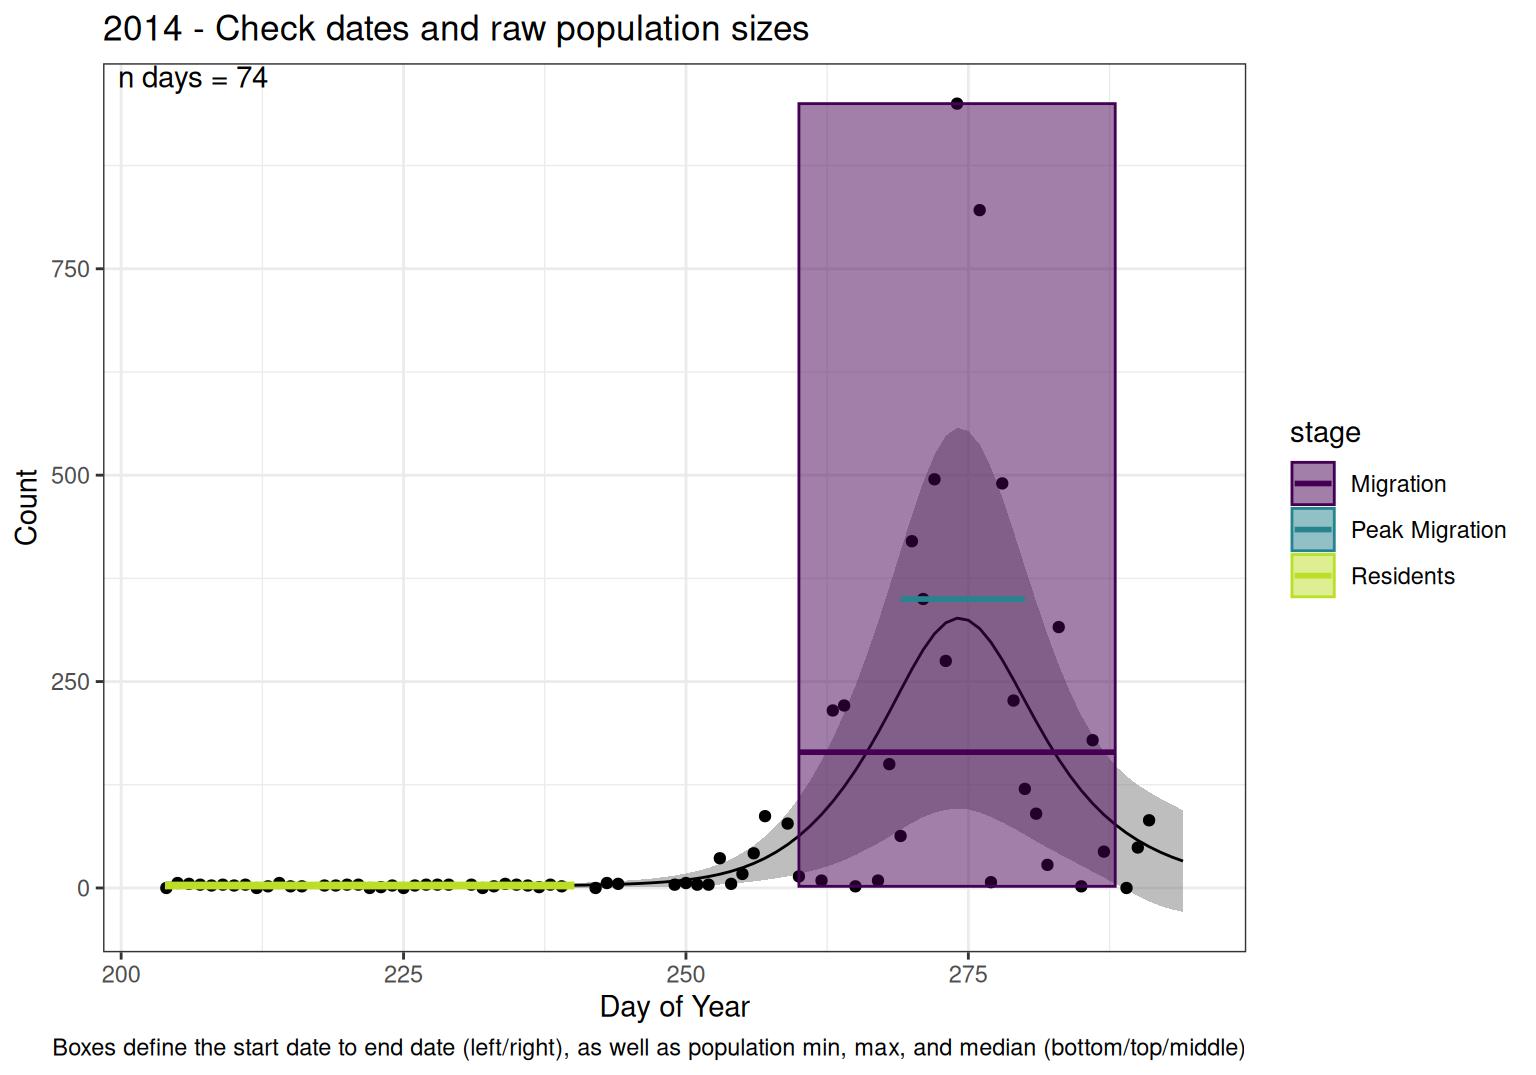 2014 - Check dates and raw population sizes
n days = 74
750
500
250
0
Count
200
225
250
275
Day of Year
stage
Migration
Peak Migration
Residents
Boxes define the start date to end date (left/right), as well as population min, max, and median (bottom/top/middle)